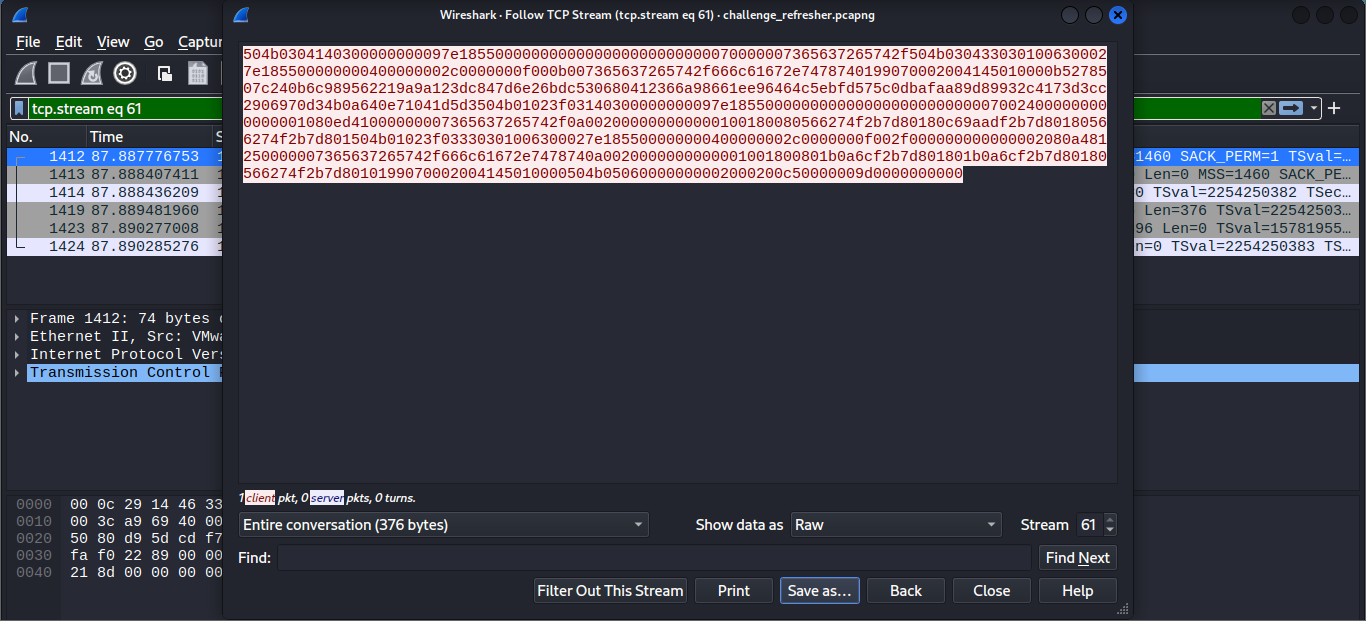 Wireshark · Follow TCP Stream (tcp.stream eq 61) · challenge_refresher.pcapng
File Edit View Go Captur
tcp.stream eq 61
No. Time S
1412 87.887776753 1
1460 SACK_PERM=1 TSval=…
1413 87.888407411 1
Len=0 MSS=1460 SACK_PE…
1414 87.888436209 1
0 TSval=2254250382 TSec…
1419 87.889481960 1
Len=376 TSval=22542503…
1423 87.890277008 1
96 Len=0 TSval=15781955…
1424 87.890285276 1
n=0 TSval=2254250383 TS…
504b0304140300000000097e18550000000000000000000000000700000007365637265742f504b030433030100630002
7e1855000000000400000002c0000000f000b007365637265742f666c61672e7478740199070002004145010000b52785
07c240b6c989562219a9a123dc847d6e26bdc530680412366a98661ee96464c5ebfd575c0dbafaa89d89932c4173d3cc
2906970d34b0a640e71041d5d3504b01023f031403000000000097e1855000000000000000000000000070024000000000
0000001080ed41000000007365637265742f0a0020000000000001001800805662 74f2b7d80180c69aadf2b7d8018056
6274f2b7d801504b01023f03330301006300027e1855000000000400000002c0000000f002f000000000000002080a481
250000007365637265742f666c61672e7478740a00200000000000010018008 01b0a6cf2b7d801801b0a6cf2b7d80180
566274f2b7d8010199070002004145010000504b05060000000002000200c50000009d0000000000
Frame 1412: 74 bytes
Ethernet II, Src: VMwa
Internet Protocol Vers
Transmission Control
0000 00 0c 29 14 46 33
0010 00 3c a9 69 40 00
0020 50 80 d9 5d cd f7
0030 fa f0 22 89 00 00
0040 21 8d 00 00 00 00
1 client pkt, 0 server pkts, 0 turns.
Entire conversation (376 bytes) Show data as Raw Stream 61
Find: Find Next
Filter Out This Stream Print Save as… Back Close Help